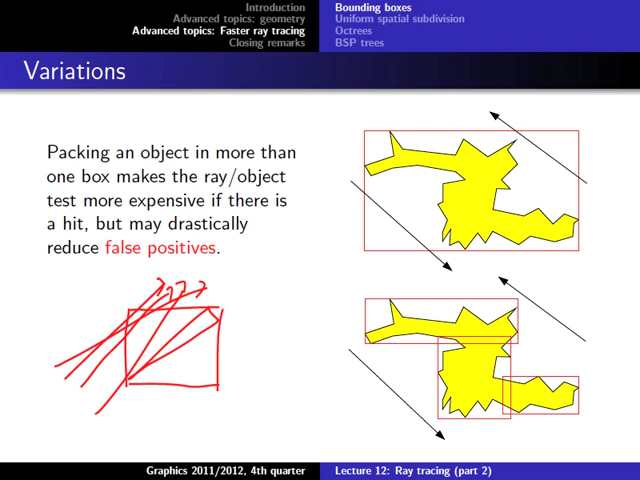 Introduction
Advanced topics: geometry
Advanced topics: Faster ray tracing
Closing remarks
Bounding boxes
Uniform spatial subdivision
Octrees
BSP trees
Variations
Packing an object in more than
one box makes the ray/object
test more expensive if there is
a hit, but may drastically
reduce false positives.
Graphics 2011/2012, 4th quarter
Lecture 12: Ray tracing (part 2)